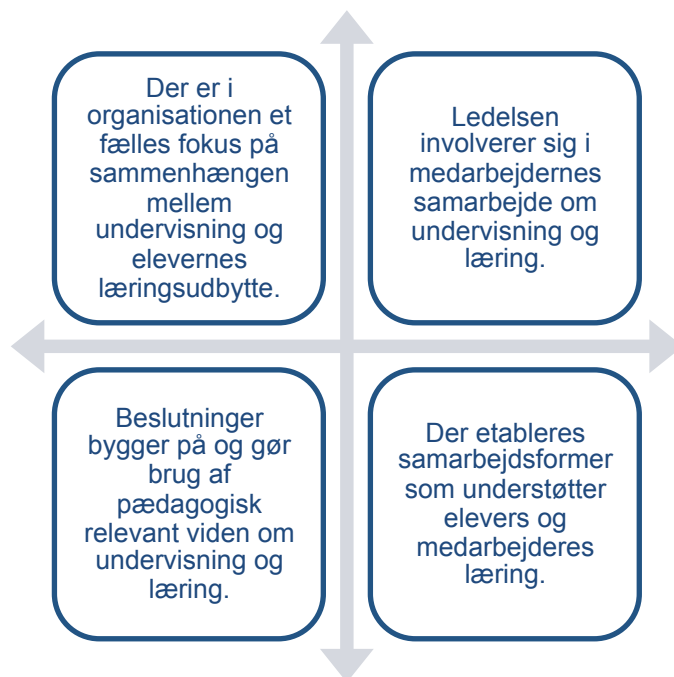 Der er i
organisationen et
fælles fokus på
sammenhængen
mellem
undervisning og
elevernes
læringsudbytte.
Ledelsen
involverer sig i
medarbejdernes
samarbejde om
undervisning og
læring.
Beslutninger
bygger på og gør
brug af
pædagogisk
relevant viden om
undervisning og
læring.
Der etableres
samarbejdsformer
som understøtter
elevers og
medarbejderes
læring.